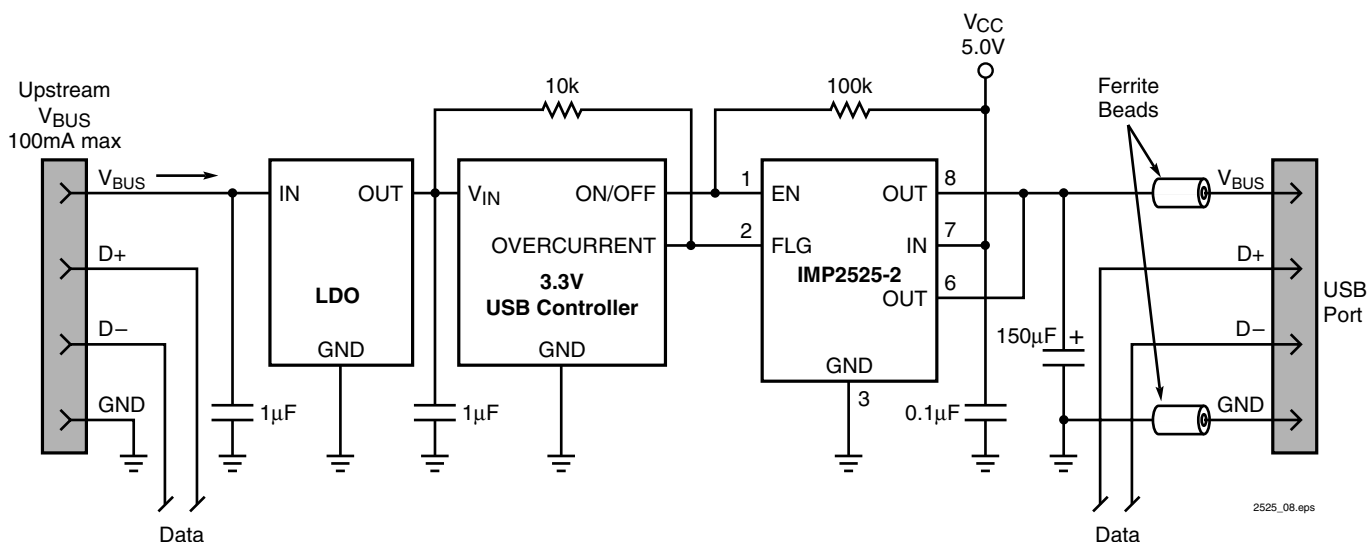 Upstream
VBUS
100mA max
VBUS
D+
D−
GND
Data
1µF
IN
OUT
LDO
GND
1µF
10k
VIN
ON/OFF
OVERCURRENT
3.3V
USB Controller
GND
100k
1
2
EN
FLG
OUT
IN
IMP2525-2
OUT
GND
3
8
7
6
VCC
5.0V
0.1µF
150µF +
Ferrite
Beads
VBUS
D+
D−
GND
USB
Port
Data
2525_08.eps